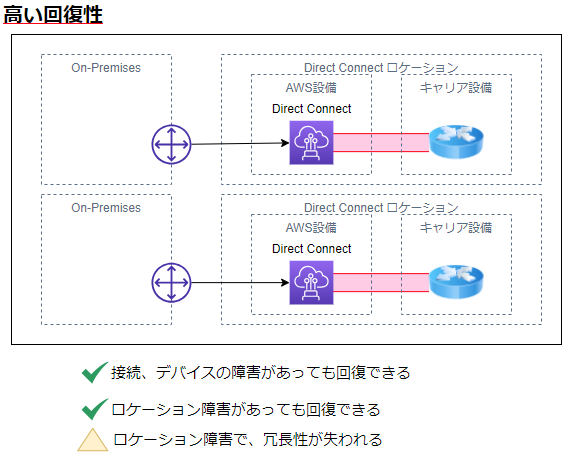 高い回復性
On-Premises
Direct Connect ロケーション
AWS設備
キャリア設備
Direct Connect
On-Premises
Direct Connect ロケーション
AWS設備
キャリア設備
Direct Connect
接続、デバイスの障害があっても回復できる
ロケーション障害があっても回復できる
ロケーション障害で、冗長性が失われる